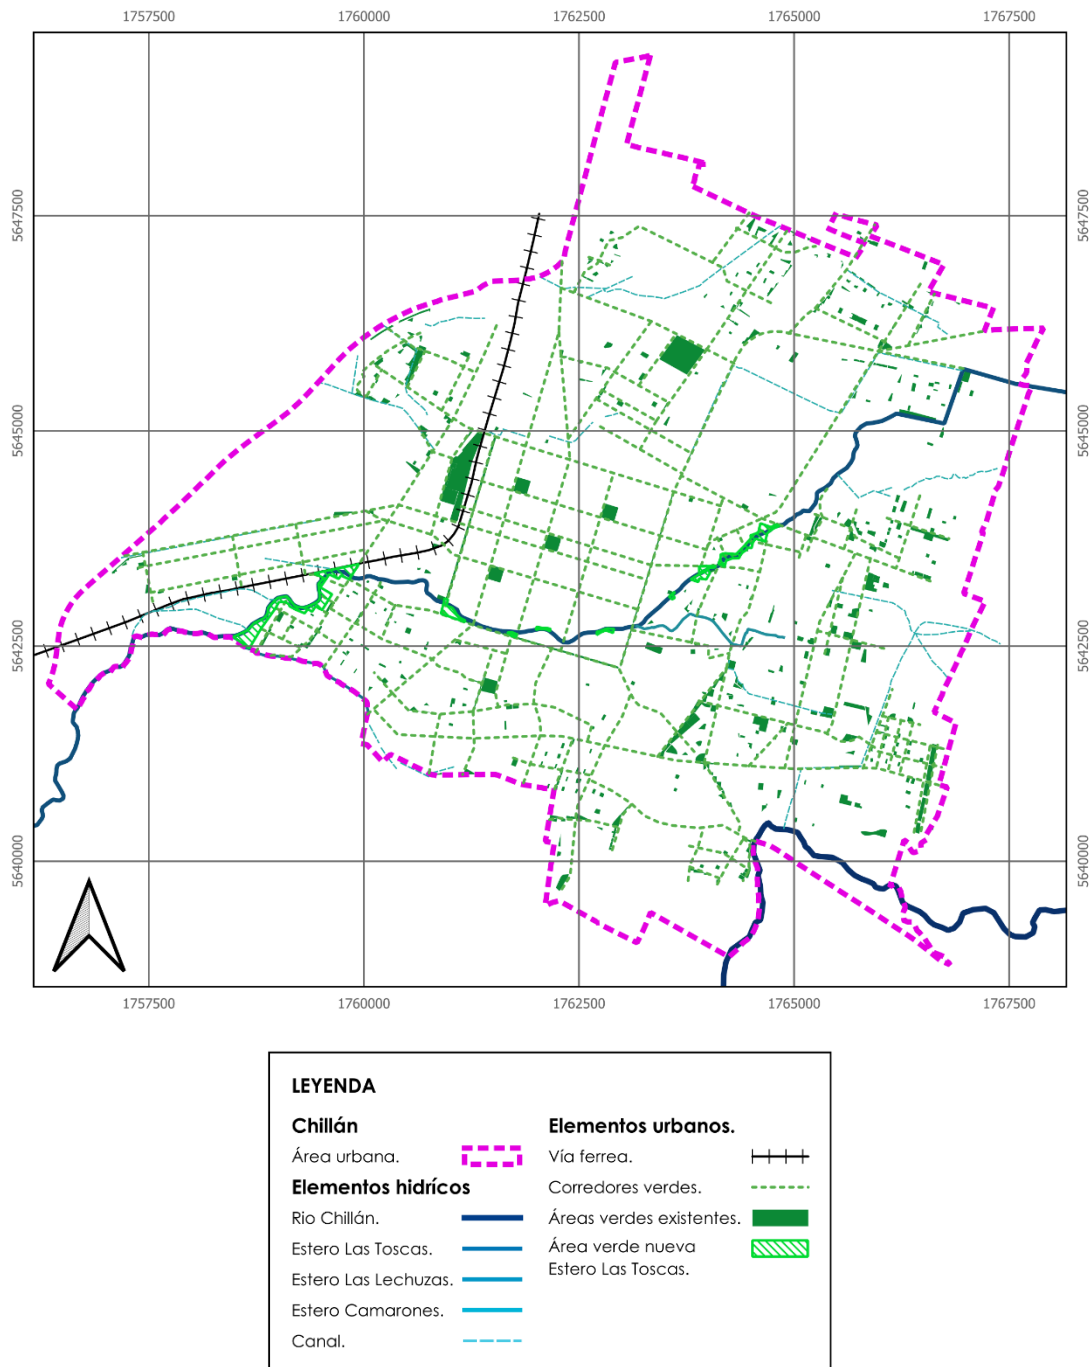 1757500 1760000 1762500 1765000 1767500
5647500 5647500
5645000 5645000
5642500 5642500
5640000 5640000
1757500 1760000 1762500 1765000 1767500
LEYENDA
Chillán
Área urbana.
Elementos hidrícos
Rio Chillán.
Estero Las Toscas.
Estero Las Lechuzas.
Estero Camarones.
Canal.
Elementos urbanos.
Vía ferrea.
Corredores verdes.
Áreas verdes existentes.
Área verde nueva
Estero Las Toscas.